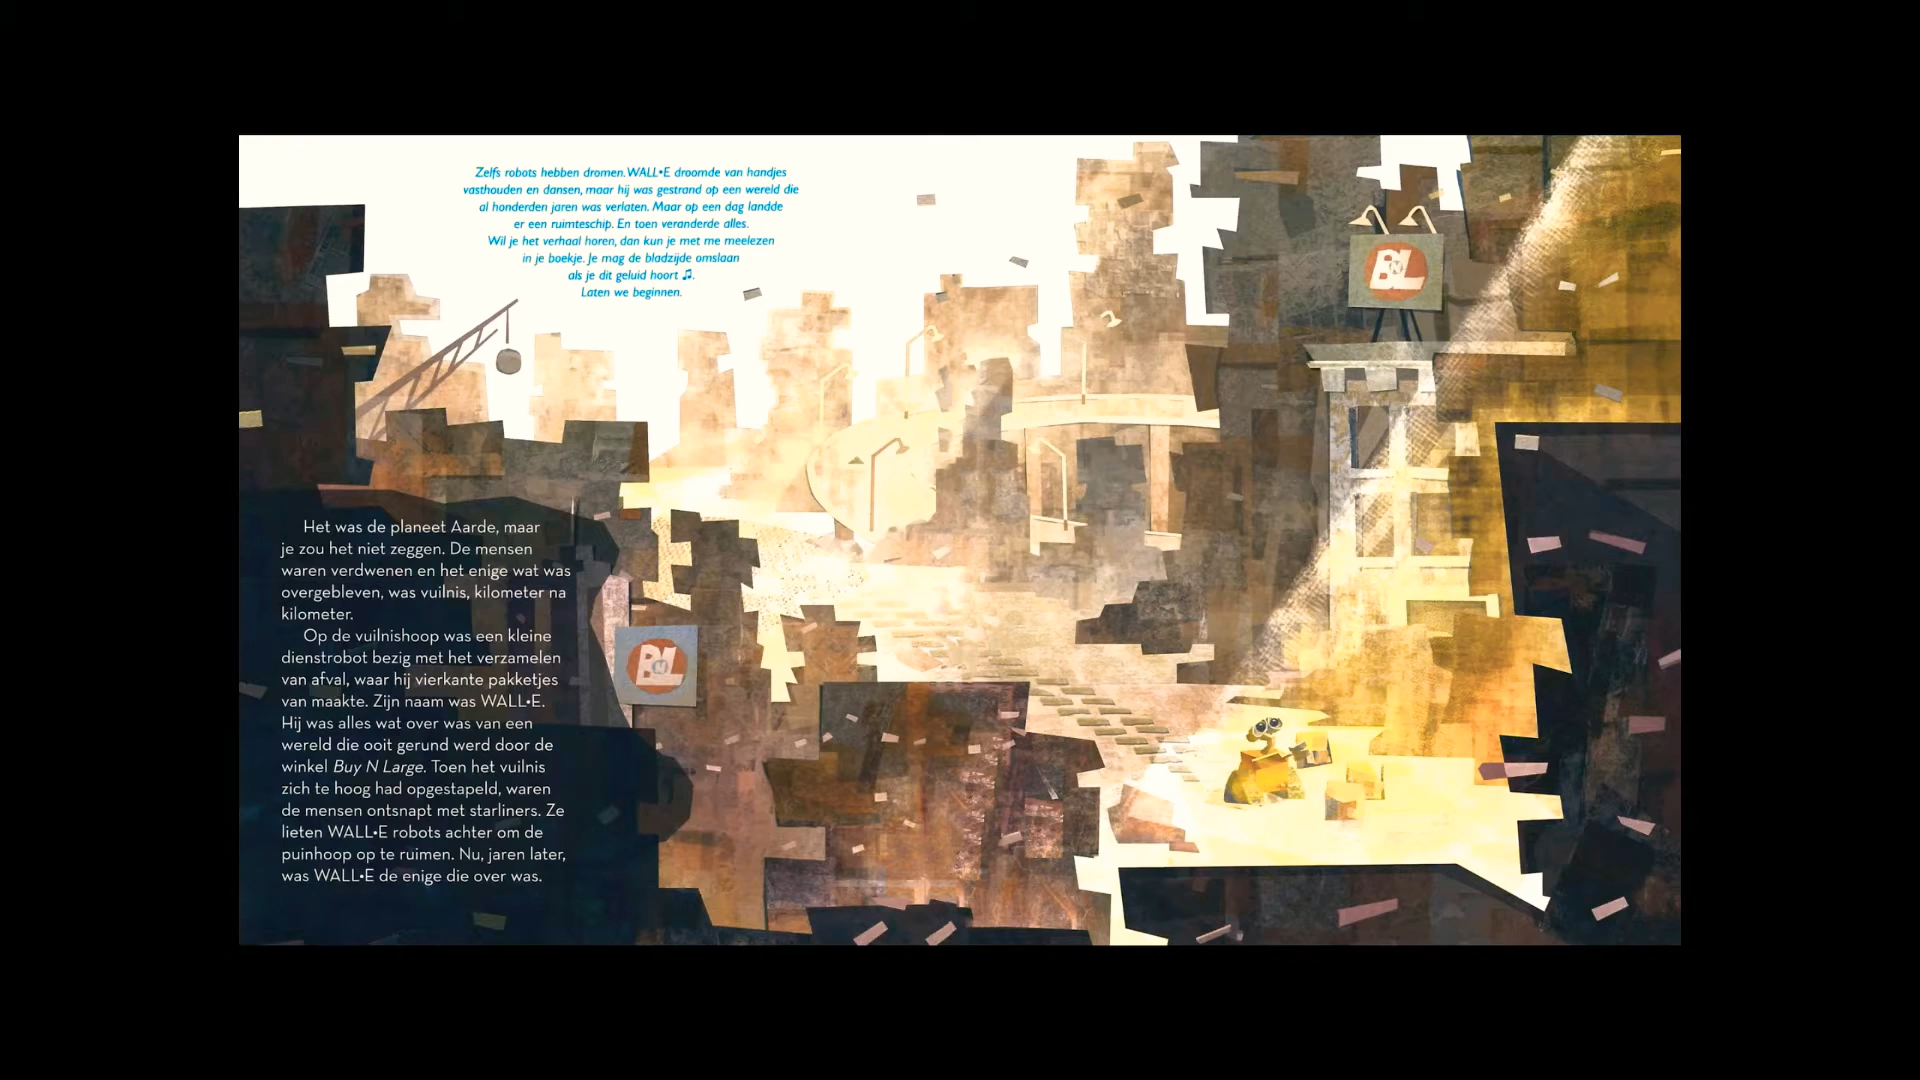 Zelfs robots hebben dromen. WALL•E droomde van handjes
vasthouden en dansen, maar hij was gestrand op een wereld die
al honderden jaren was verlaten. Maar op een dag landde
er een ruimteschip. En toen veranderde alles.
Wil je het verhaal horen, dan kun je met me meelezen
in je boekje. Je mag de bladzijde omslaan
als je dit geluid hoort ♫.
Laten we beginnen.
BNL
Het was de planeet Aarde, maar
je zou het niet zeggen. De mensen
waren verdwenen en het enige wat was
overgebleven, was vuilnis, kilometer na
kilometer.
Op de vuilnishoop was een kleine
dienstrobot bezig met het verzamelen
van afval, waar hij vierkante pakketjes
van maakte. Zijn naam was WALL•E.
Hij was alles wat over was van een
wereld die ooit gerund werd door de
winkel Buy N Large. Toen het vuilnis
zich te hoog had opgestapeld, waren
de mensen ontsnapt met starliners. Ze
lieten WALL•E robots achter om de
puinhoop op te ruimen. Nu, jaren later,
was WALL•E de enige die over was.
BNL